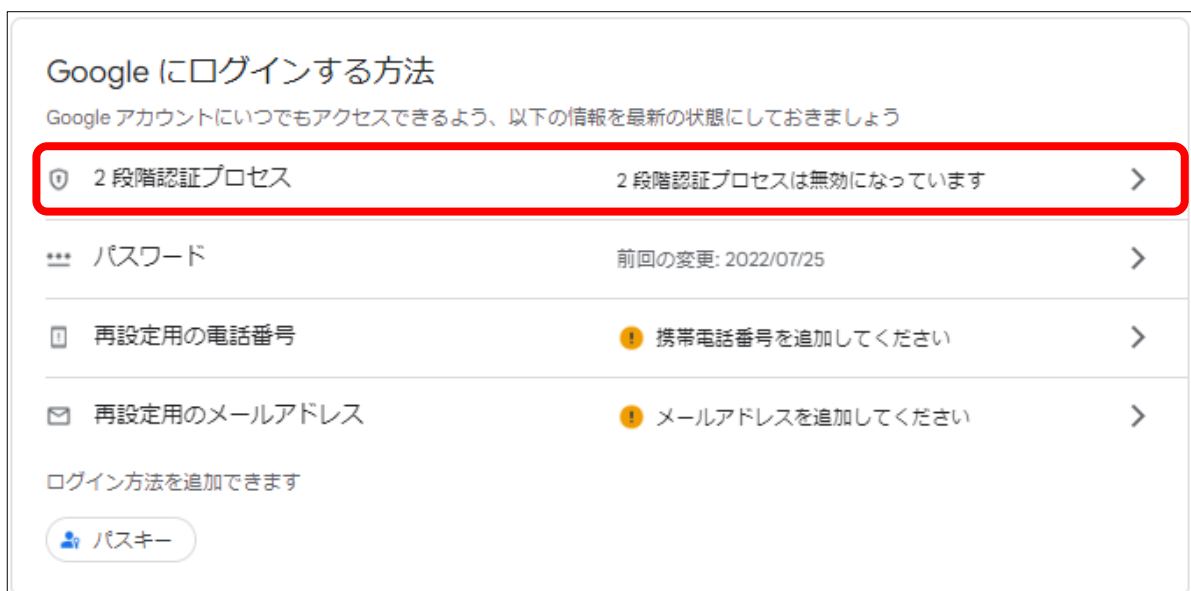 Google にログインする方法
Google アカウントにいつでもアクセスできるよう、以下の情報を最新の状態にしておきましょう
2 段階認証プロセス 2 段階認証プロセスは無効になっています
パスワード 前回の変更: 2022/07/25
再設定用の電話番号 携帯電話番号を追加してください
再設定用のメールアドレス メールアドレスを追加してください
ログイン方法を追加できます
パスキー